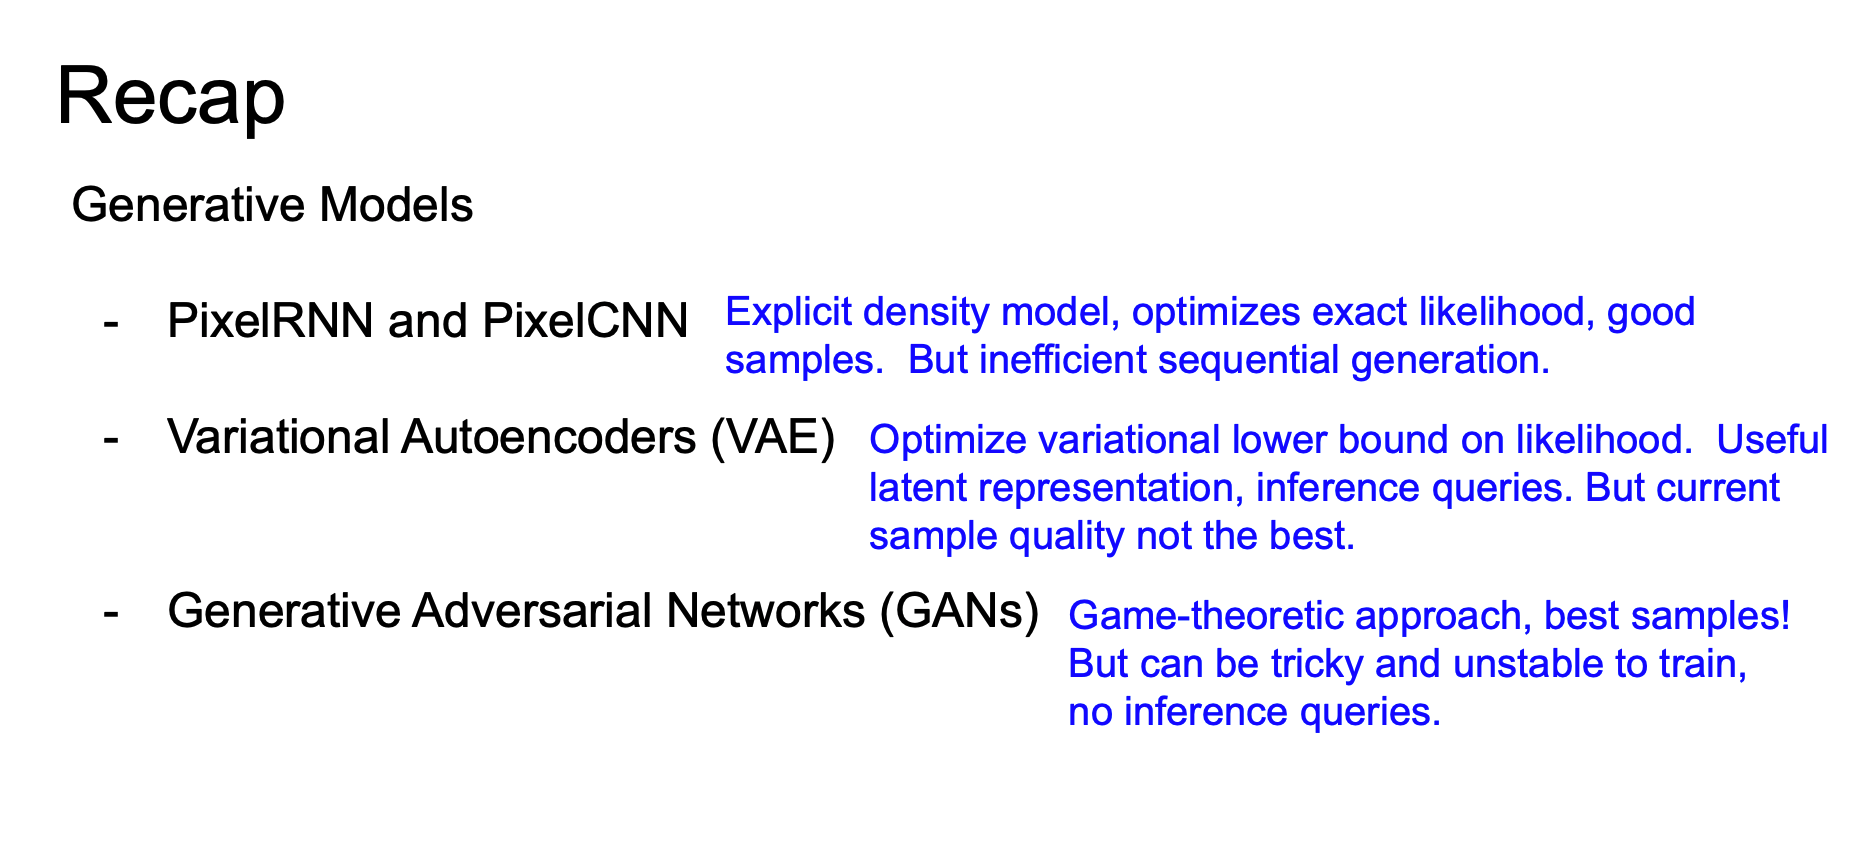 Recap
Generative Models
- PixelRNN and PixelCNN
Explicit density model, optimizes exact likelihood, good
samples.  But inefficient sequential generation.
- Variational Autoencoders (VAE)
Optimize variational lower bound on likelihood.  Useful
latent representation, inference queries. But current
sample quality not the best.
- Generative Adversarial Networks (GANs)
Game-theoretic approach, best samples!
But can be tricky and unstable to train,
no inference queries.